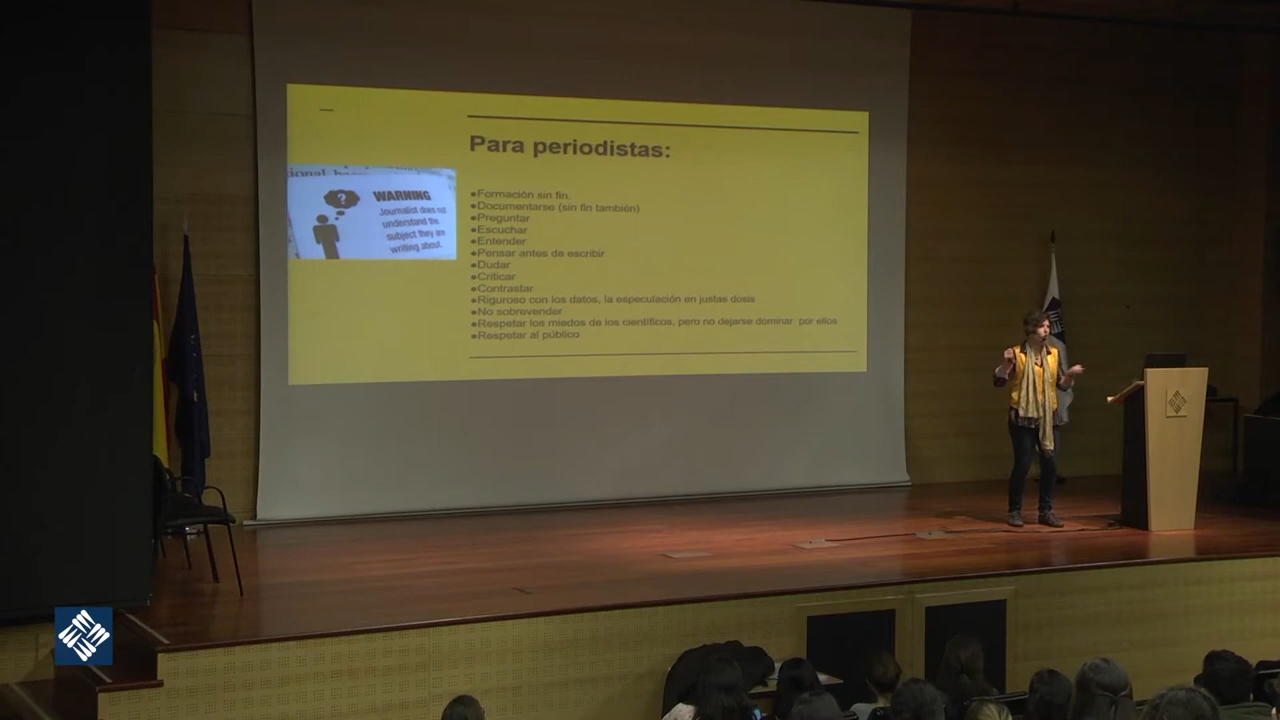 Para periodistas:
WARNING
Journalist does not
understand the
subject they are
writing about.
●Formación sin fin.
●Documentarse (sin fin también)
●Preguntar
●Escuchar
●Entender
●Pensar antes de escribir
●Dudar
●Criticar
●Contrastar
●Riguroso con los datos, la especulación en justas dosis
●No sobrevender
●Respetar los miedos de los científicos, pero no dejarse dominar por ellos
●Respetar al público